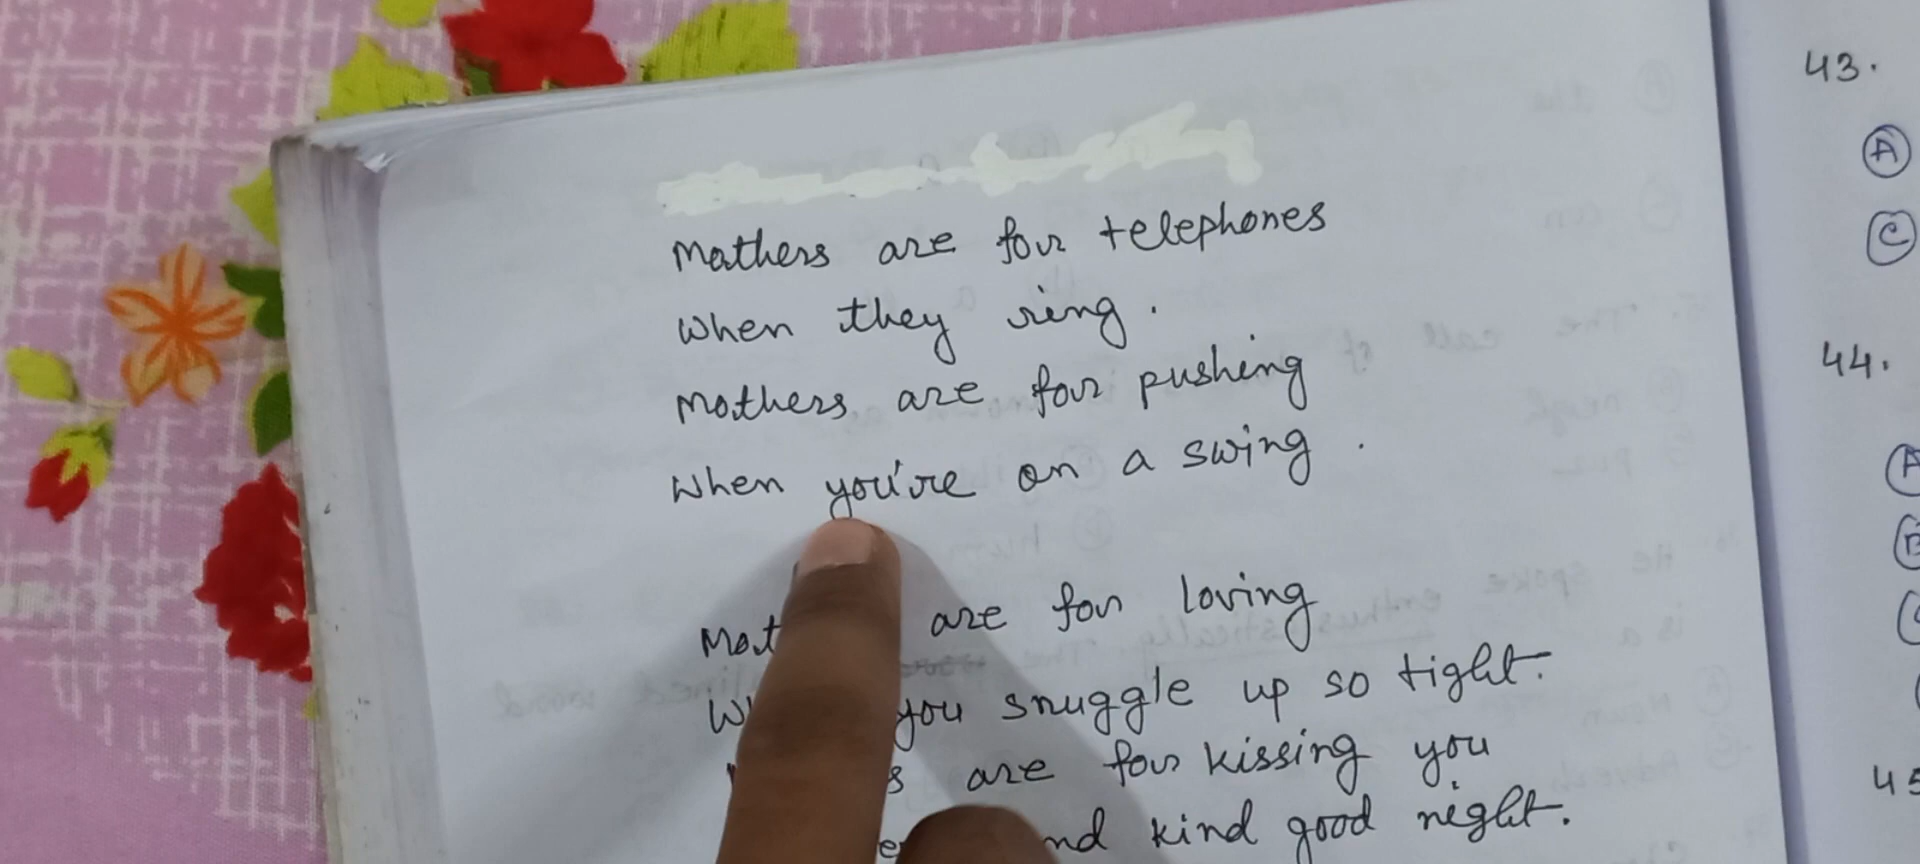 Mothers are for telephones
When they ring.
Mothers are for pushing
When you're on a swing.
are for loving
you snuggle up so tight.
are for kissing you
kind good night.
43.
A
C
44.
A
B
C